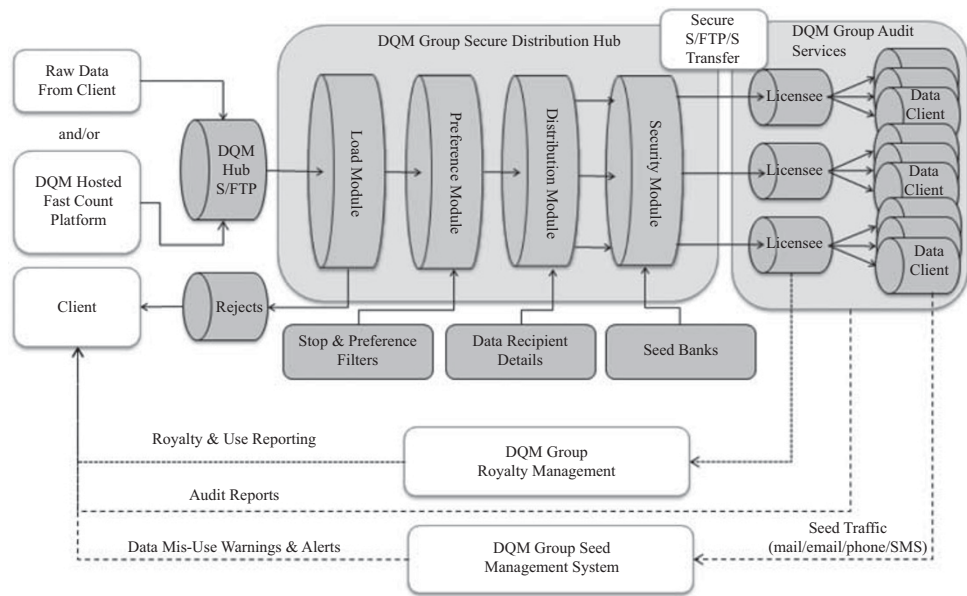 DQM Group Secure Distribution Hub
Secure
S/FTP/S
Transfer
DQM Group Audit
Services
Raw Data
From Client
and/or
DQM Hosted
Fast Count
Platform
DQM
Hub
S/FTP
Load Module
Preference Module
Distribution Module
Security Module
Licensee
Data
Client
Licensee
Data
Client
Licensee
Data
Client
Client
Rejects
Stop & Preference
Filters
Data Recipient
Details
Seed Banks
Royalty & Use Reporting
DQM Group
Royalty Management
Audit Reports
Data Mis-Use Warnings & Alerts
DQM Group Seed
Management System
Seed Traffic
(mail/email/phone/SMS)